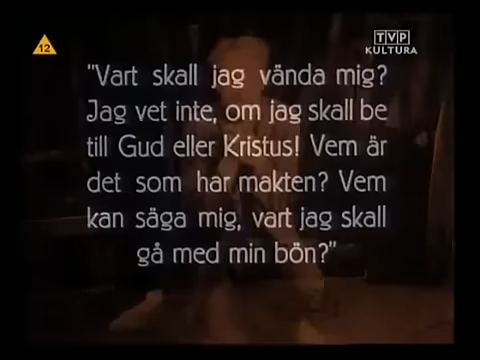 12
TVP
KULTURA
"Vart skall jag vända mig?
Jag vet inte, om jag skall be
till Gud eller Kristus! Vem är
det som har makten? Vem
kan säga mig, vart jag skall
gå med min bön?"